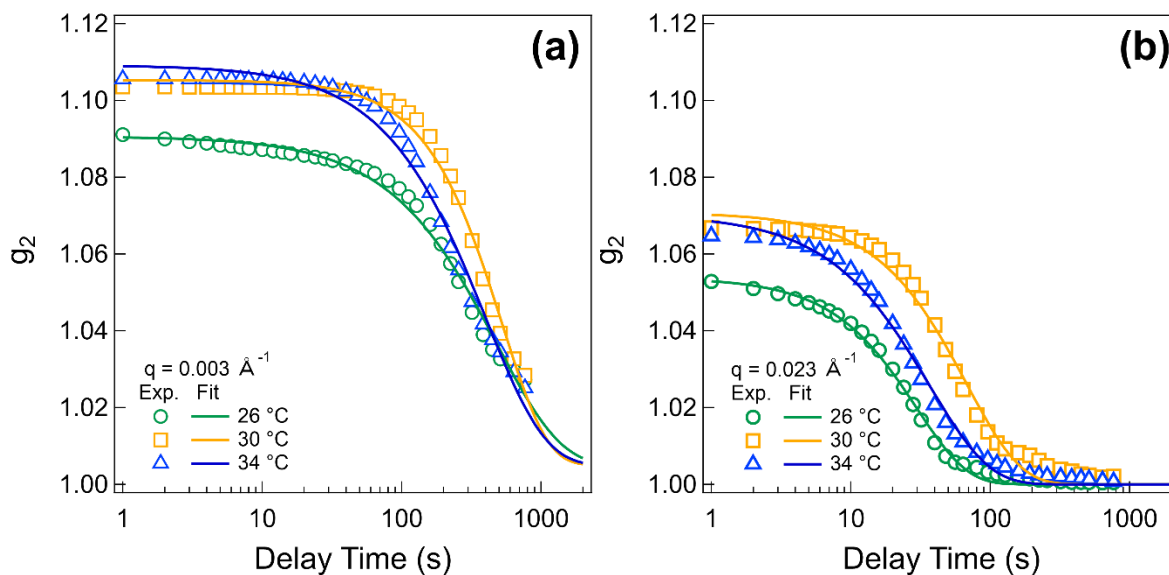 (a)
g2
1.12
1.10
1.08
1.06
1.04
1.02
1.00
q = 0.003 Å-1
Exp. Fit
26 °C
30 °C
34 °C
1 10 100 1000
Delay Time (s)
(b)
g2
1.12
1.10
1.08
1.06
1.04
1.02
1.00
q = 0.023 Å-1
Exp. Fit
26 °C
30 °C
34 °C
1 10 100 1000
Delay Time (s)